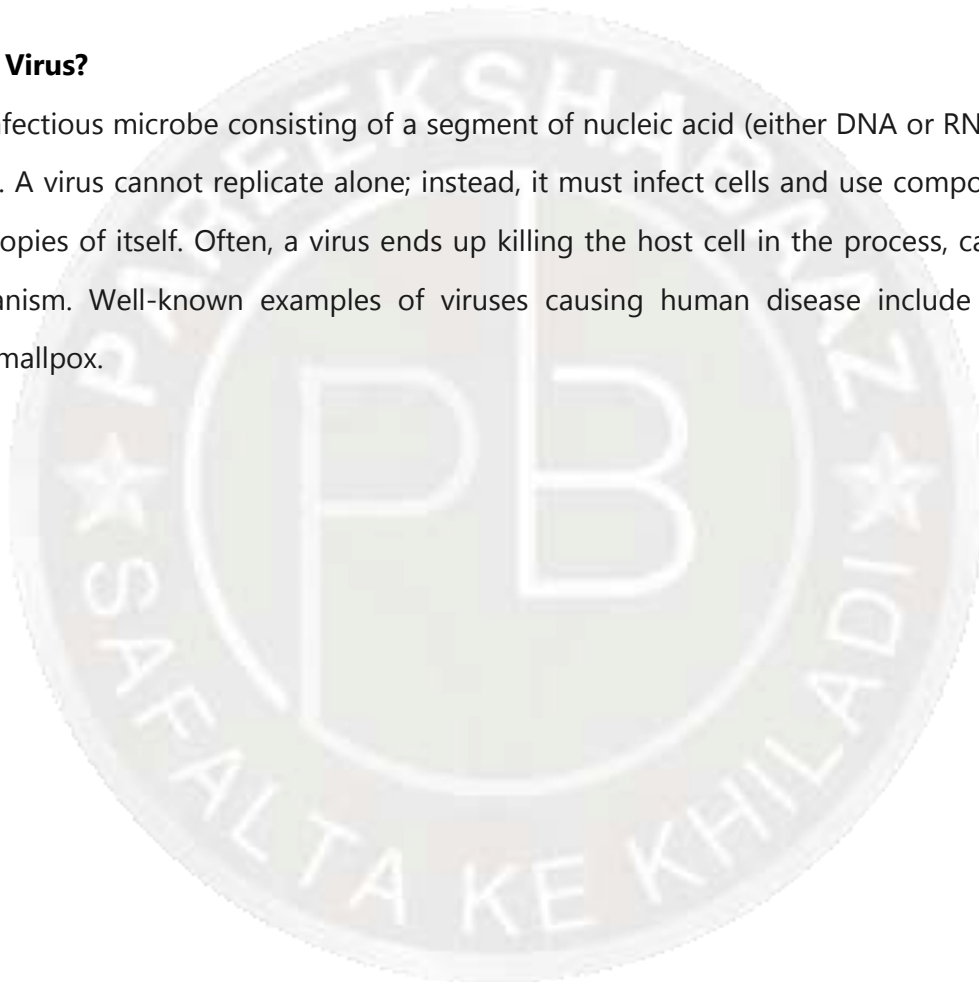 Virus?
nfectious microbe consisting of a segment of nucleic acid (either DNA or RN
. A virus cannot replicate alone; instead, it must infect cells and use compo
opies of itself. Often, a virus ends up killing the host cell in the process, ca
anism. Well-known examples of viruses causing human disease include
mallpox.
PAREEKSHABAAZ
PB
SAFALTA KE KHILADI